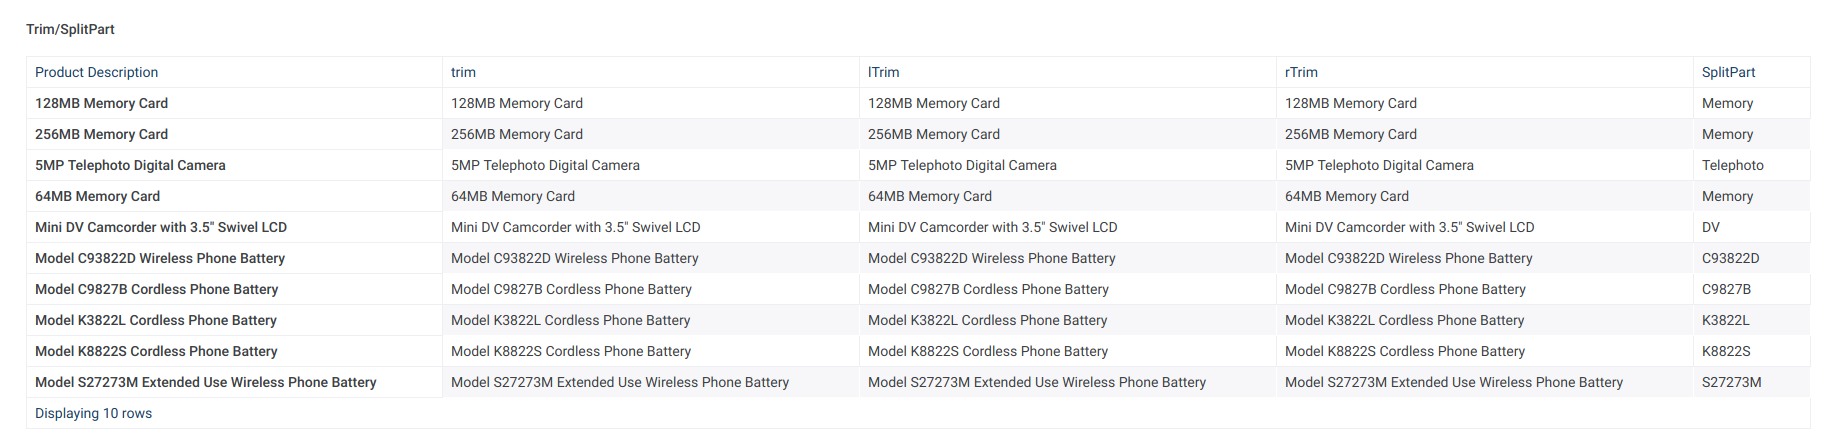 Trim/SplitPart
Product Description trim lTrim rTrim SplitPart
128MB Memory Card 128MB Memory Card 128MB Memory Card 128MB Memory Card Memory
256MB Memory Card 256MB Memory Card 256MB Memory Card 256MB Memory Card Memory
5MP Telephoto Digital Camera 5MP Telephoto Digital Camera 5MP Telephoto Digital Camera 5MP Telephoto Digital Camera Telephoto
64MB Memory Card 64MB Memory Card 64MB Memory Card 64MB Memory Card Memory
Mini DV Camcorder with 3.5" Swivel LCD Mini DV Camcorder with 3.5" Swivel LCD Mini DV Camcorder with 3.5" Swivel LCD Mini DV Camcorder with 3.5" Swivel LCD DV
Model C93822D Wireless Phone Battery Model C93822D Wireless Phone Battery Model C93822D Wireless Phone Battery Model C93822D Wireless Phone Battery C93822D
Model C9827B Cordless Phone Battery Model C9827B Cordless Phone Battery Model C9827B Cordless Phone Battery Model C9827B Cordless Phone Battery C9827B
Model K3822L Cordless Phone Battery Model K3822L Cordless Phone Battery Model K3822L Cordless Phone Battery Model K3822L Cordless Phone Battery K3822L
Model K8822S Cordless Phone Battery Model K8822S Cordless Phone Battery Model K8822S Cordless Phone Battery Model K8822S Cordless Phone Battery K8822S
Model S27273M Extended Use Wireless Phone Battery Model S27273M Extended Use Wireless Phone Battery Model S27273M Extended Use Wireless Phone Battery Model S27273M Extended Use Wireless Phone Battery S27273M
Displaying 10 rows